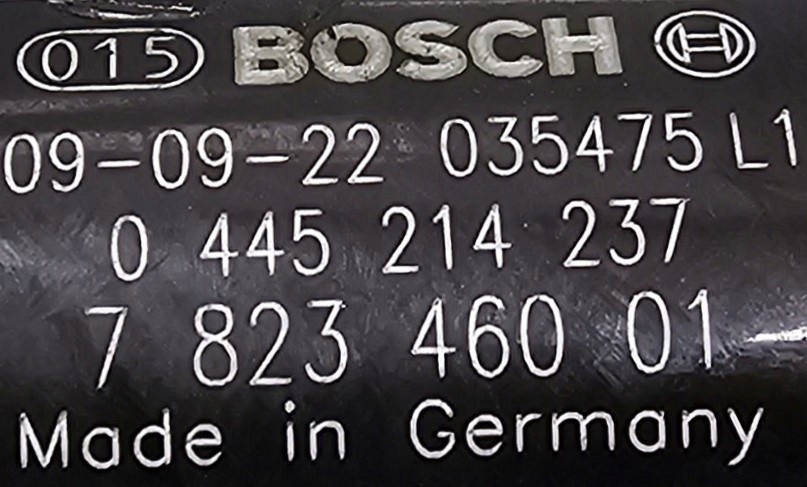 015 BOSCH
09-09-22 035475 L1
0 445 214 237
7 823 460 01
Made in Germany